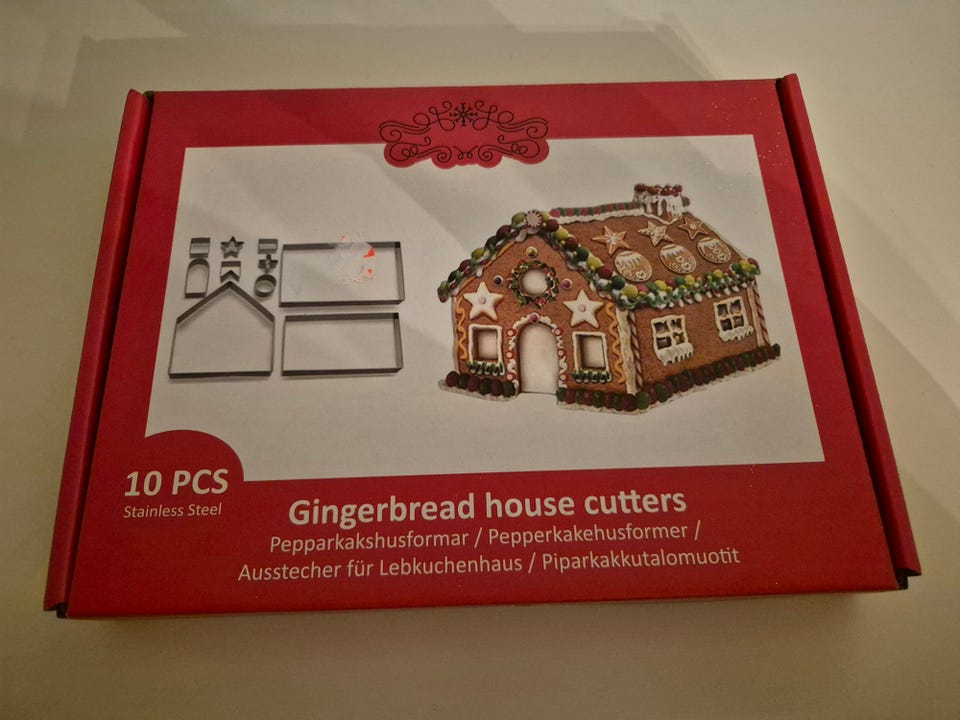 10 PCS
Stainless Steel
Gingerbread house cutters
Pepparkakshusformar / Pepperkakehusformer /
Ausstecher für Lebkuchenhaus / Piparkakkutalomuotit